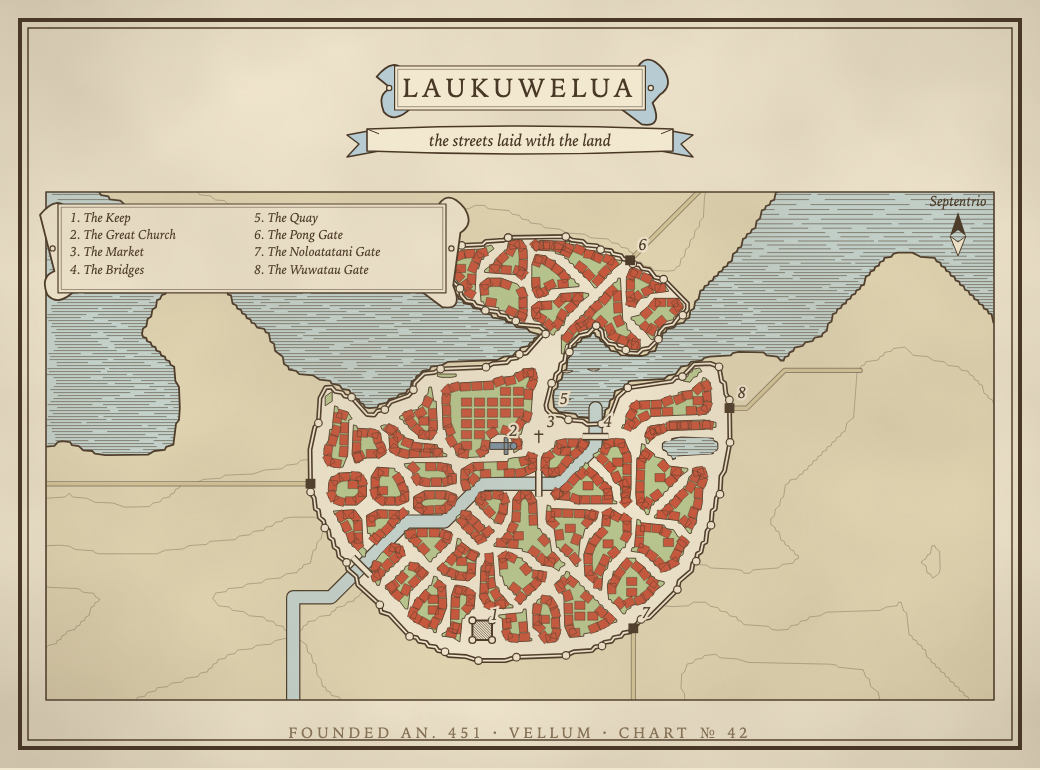 LAUKUWELUA
the streets laid with the land
Septentrio
1. The Keep
2. The Great Church
3. The Market
4. The Bridges
5. The Quay
6. The Pong Gate
7. The Noloatatani Gate
8. The Wuwatau Gate
6
8
5
3
4
2
1
7
FOUNDED AN. 451 · VELLUM · CHART № 42